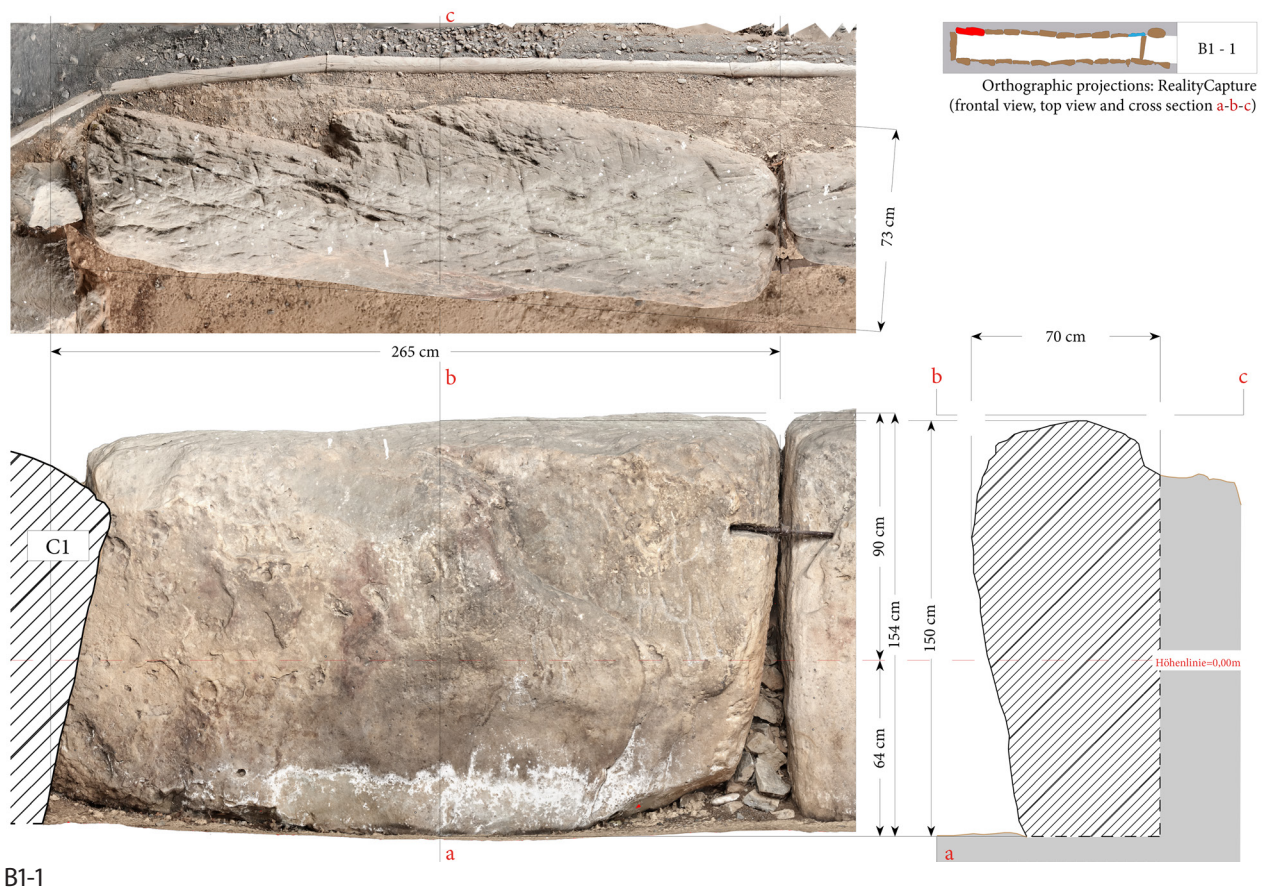 c
B1 - 1
Orthographic projections: RealityCapture
(frontal view, top view and cross section a-b-c)
73 cm
265 cm
70 cm
b
b
c
C1
90 cm
154 cm
150 cm
Höhenlinie=0,00m
64 cm
a
a
B1-1